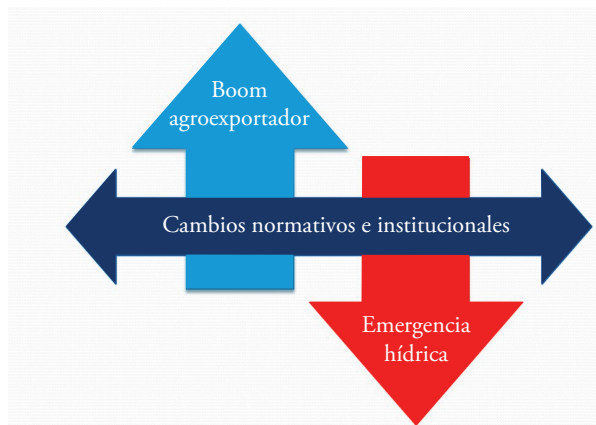 Boom
agroexportador
Cambios normativos e institucionales
Emergencia
hídrica